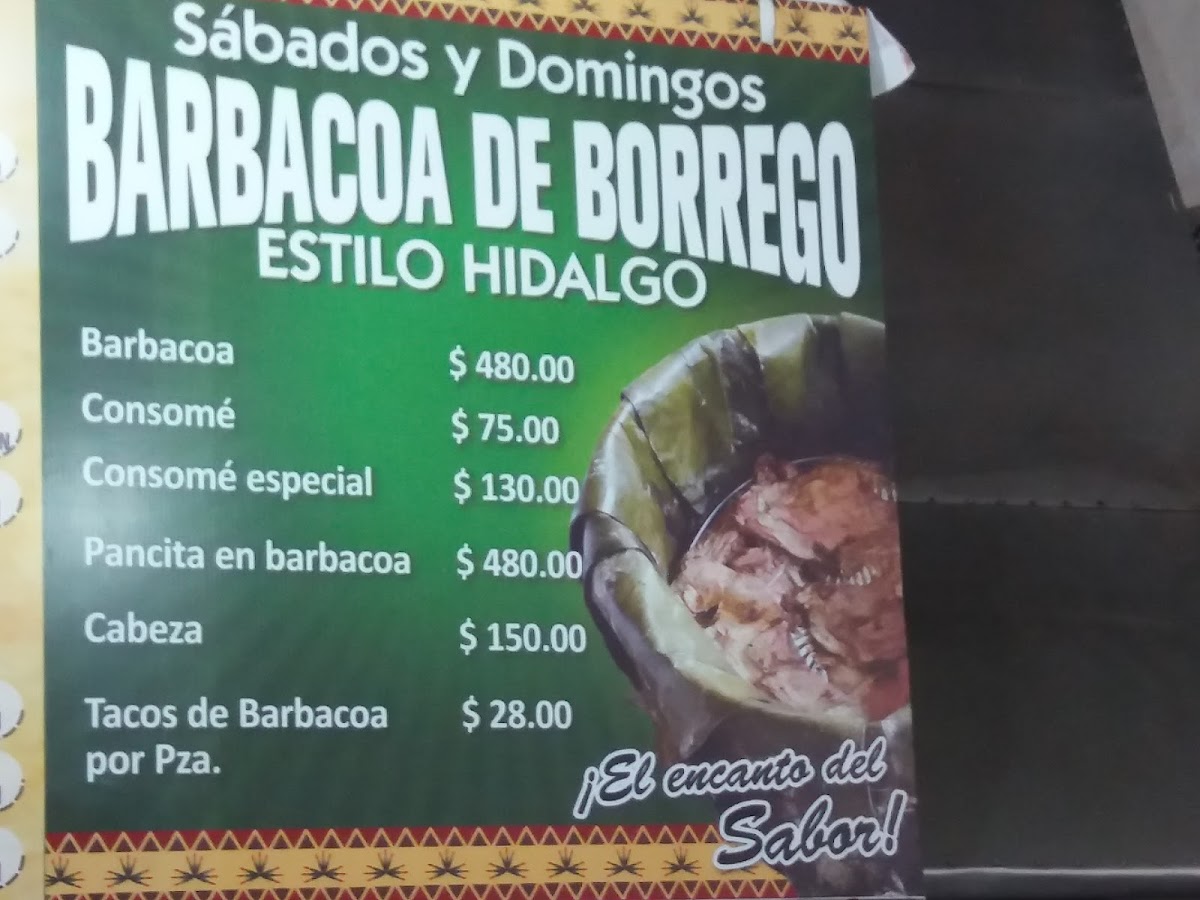 Sábados y Domingos
BARBACOA DE BORREGO
ESTILO HIDALGO
Barbacoa $ 480.00
Consomé $ 75.00
Consomé especial $ 130.00
Pancita en barbacoa $ 480.00
Cabeza $ 150.00
Tacos de Barbacoa $ 28.00
por Pza.
¡El encanto del
Sabor!